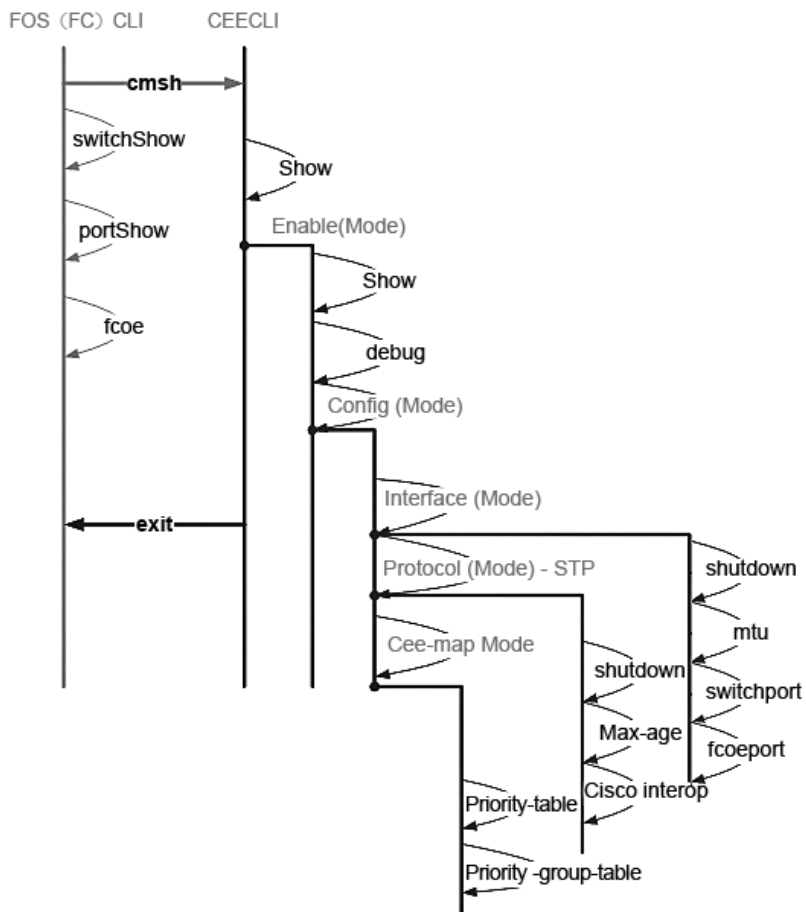 FOS (FC) CLI
CEECLI
cmsh
switchShow
Show
portShow
Enable(Mode)
Show
fcoe
debug
Config (Mode)
Interface (Mode)
exit
Protocol (Mode) - STP
shutdown
mtu
Cee-map Mode
shutdown
switchport
Max-age
fcoeport
Cisco interop
Priority-table
Priority -group-table